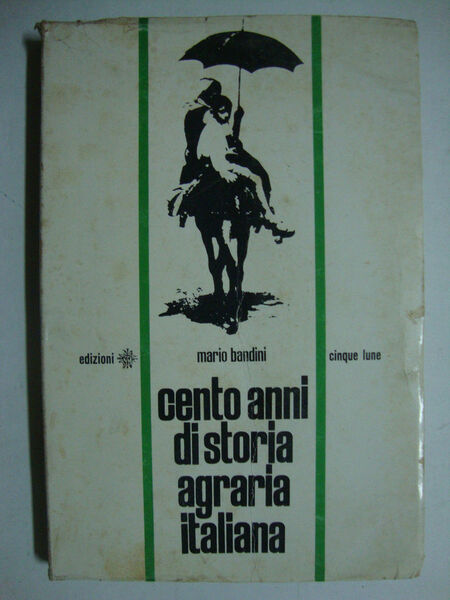 edizioni
mario bandini
cinque lune
cento anni
di storia
agraria
italiana